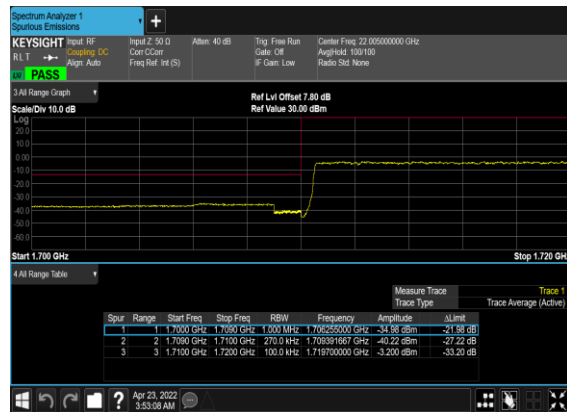 Spectrum Analyzer 1
Spurious Emissions
+
KEYSIGHT Input: RF Input Z: 50 Ω Atten: 40 dB Trig: Free Run Center Freq: 22.005000000 GHz
RLT Coupling: DC Corr CCorr Gate: Off Avg|Hold: 100/100
Align: Auto Freq Ref: Int (S) IF Gain: Low Radio Std: None
LXI PASS
3 All Range Graph
Ref Lvl Offset 7.80 dB
Scale/Div 10.0 dB Ref Value 30.00 dBm
Log
20.0
10.0
0.00
-10.0
-20.0
-30.0
-40.0
-50.0
-60.0
Start 1.700 GHz Stop 1.720 GHz
4 All Range Table
Measure Trace Trace 1
Trace Type Trace Average (Active)
Spur Range Start Freq Stop Freq RBW Frequency Amplitude ΔLimit
1 1 1.7000 GHz 1.7090 GHz 1.000 MHz 1.706255000 GHz -34.98 dBm -21.98 dB
2 2 1.7090 GHz 1.7100 GHz 270.0 kHz 1.709391667 GHz -40.22 dBm -27.22 dB
3 3 1.7100 GHz 1.7200 GHz 100.0 kHz 1.719700000 GHz -3.200 dBm -33.20 dB
? Apr 23, 2022
3:53:08 AM